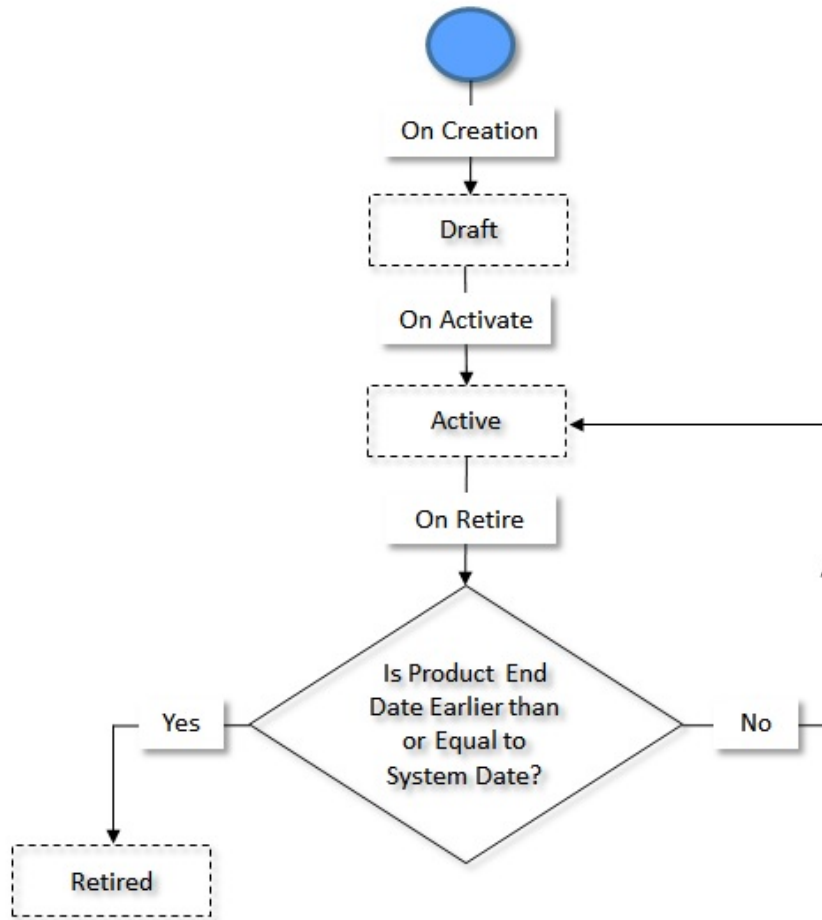 On Creation
Draft
On Activate
Active
On Retire
Is Product End
Date Earlier than
or Equal to
System Date?
Yes
No
Retired